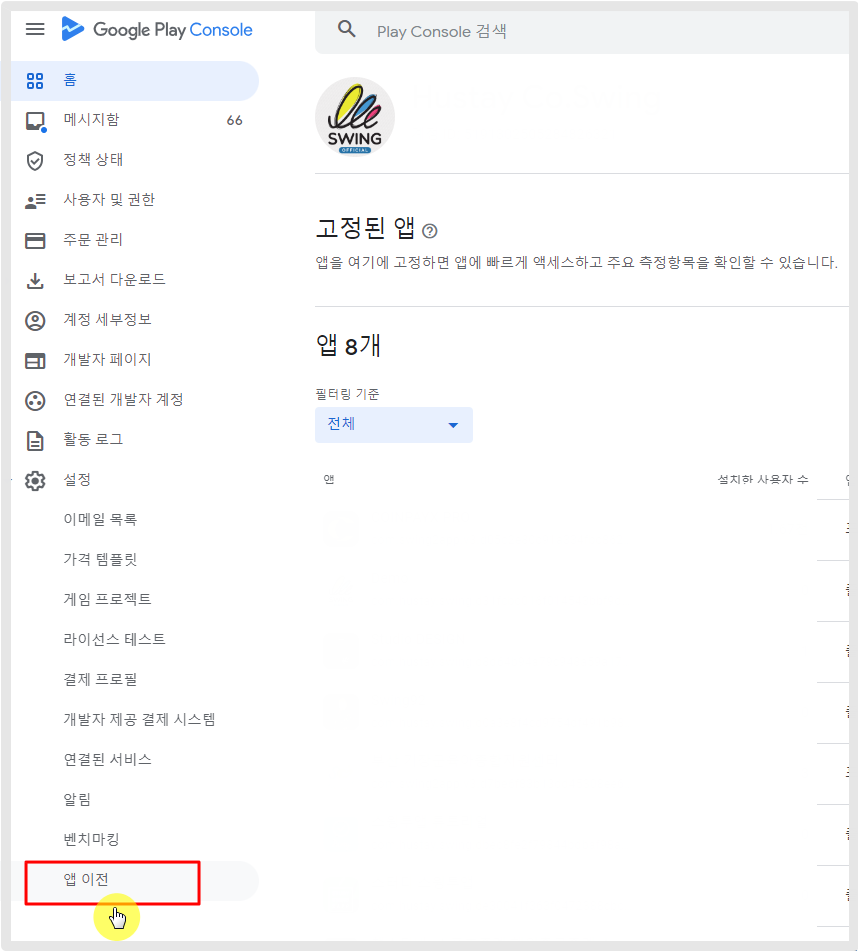 Google Play Console
Play Console 검색
홈
메시지함 66
정책 상태
사용자 및 권한
주문 관리
보고서 다운로드
계정 세부정보
개발자 페이지
연결된 개발자 계정
활동 로그
설정
이메일 목록
가격 템플릿
게임 프로젝트
라이선스 테스트
결제 프로필
개발자 제공 결제 시스템
연결된 서비스
알림
벤치마킹
앱 이전
SWING
OFFICIAL
고정된 앱
앱을 여기에 고정하면 앱에 빠르게 액세스하고 주요 측정항목을 확인할 수 있습니다.
앱 8개
필터링 기준
전체
앱 설치한 사용자 수